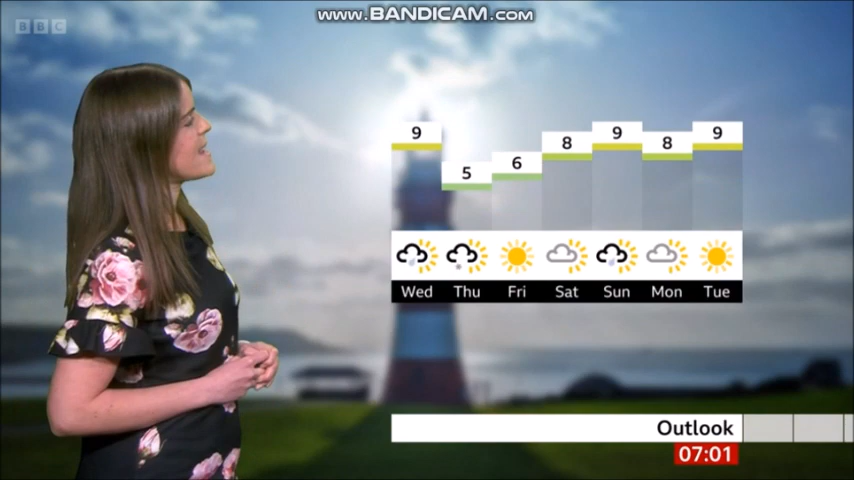 www.BANDICAM.com
BBC
9 5 6 8 9 8 9
Wed Thu Fri Sat Sun Mon Tue
Outlook
07:01